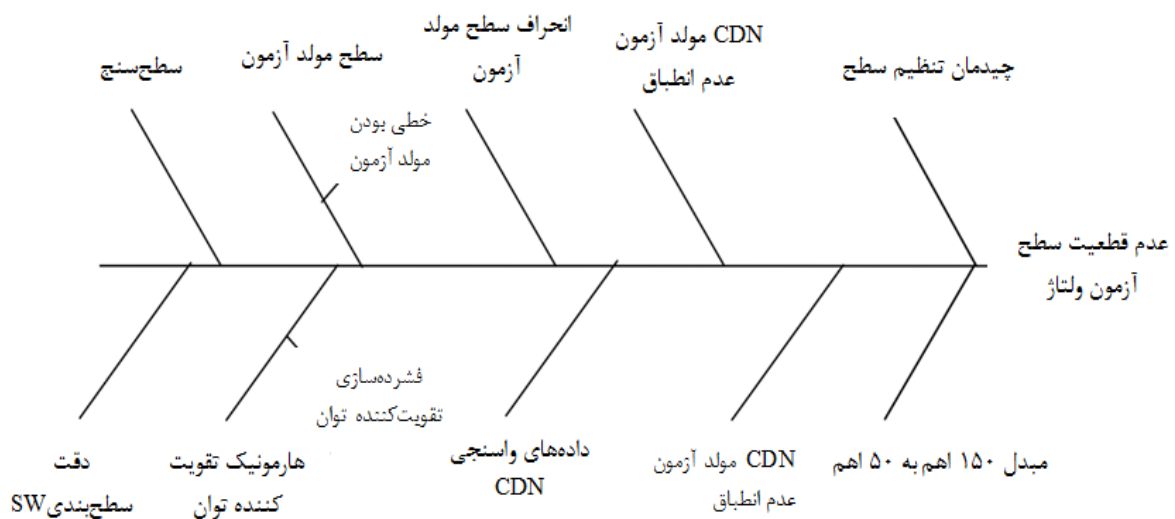 چیدمان تنظیم سطح
CDN مولد آزمون
عدم انطباق
انحراف سطح مولد
آزمون
سطح مولد آزمون
سطح‌سنج
خطی بودن
مولد آزمون
عدم قطعیت سطح
آزمون ولتاژ
فشرده‌سازی
تقویت‌کننده توان
مبدل ۱۵۰ اهم به ۵۰ اهم
CDN مولد آزمون
عدم انطباق
داده‌های واسنجی
CDN
هارمونیک تقویت
کننده توان
دقت
سطح‌بندیSW